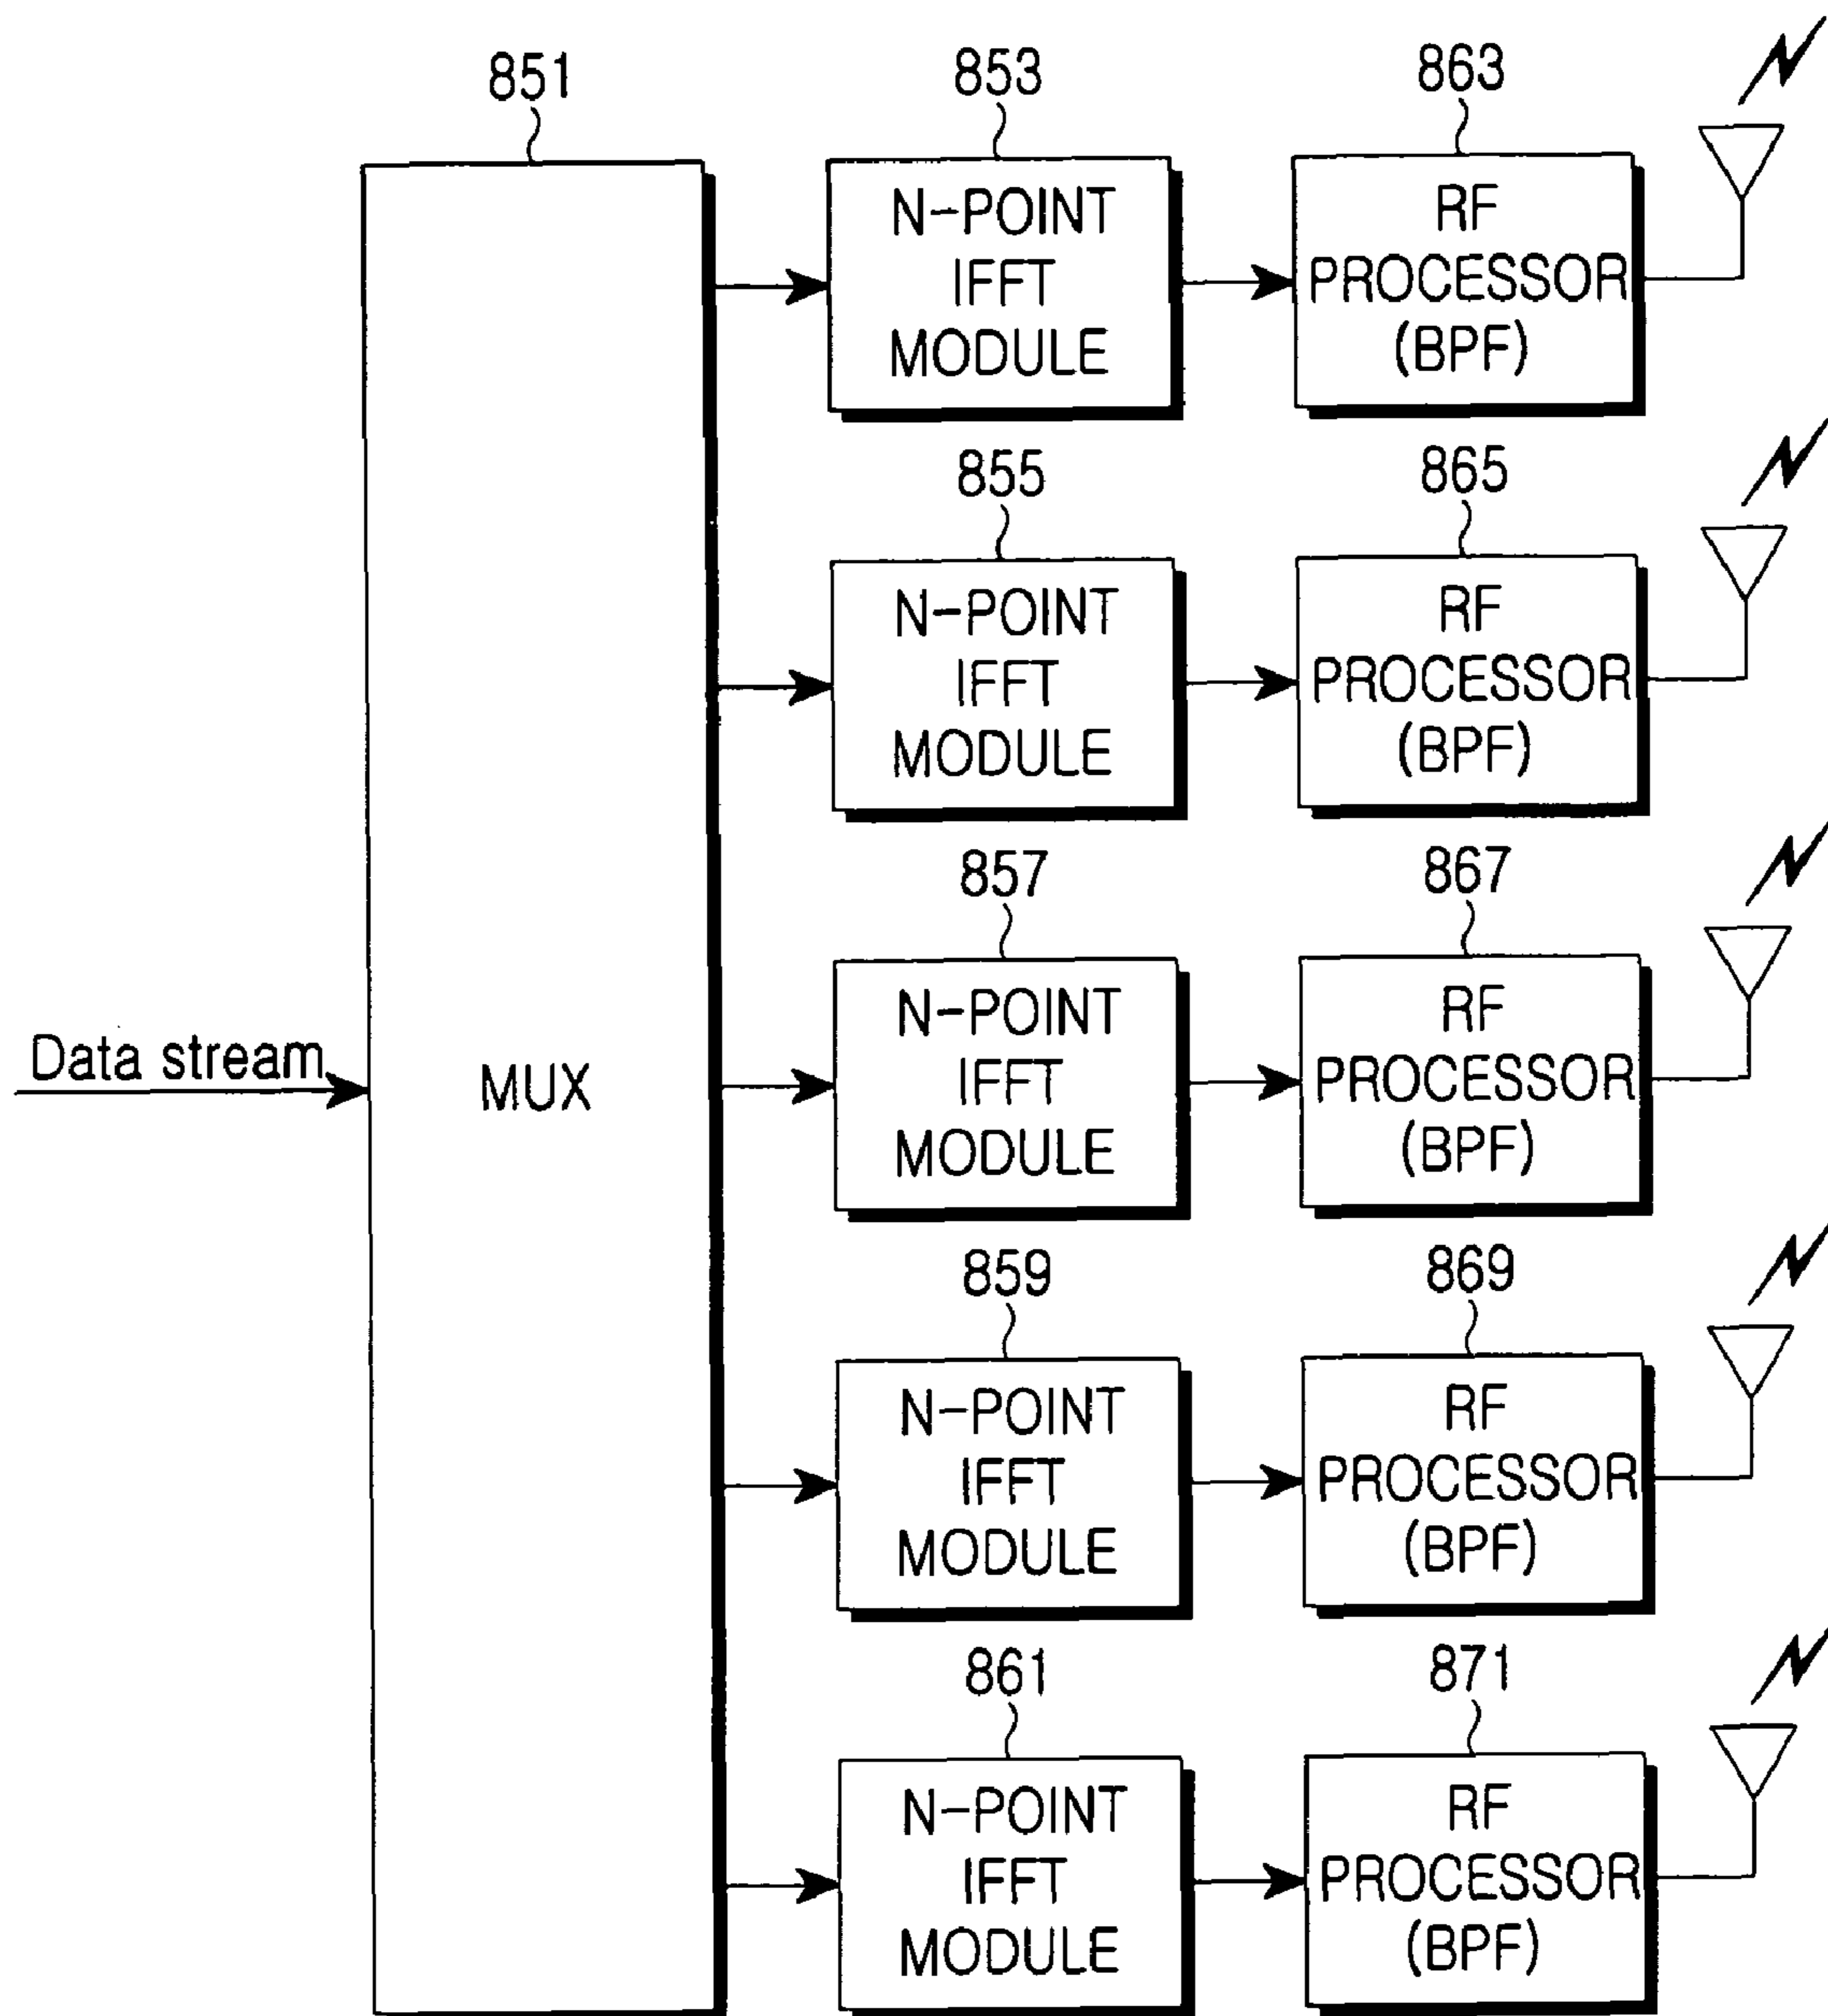 851
853
863
N-POINT
IFFT
MODULE
RF
PROCESSOR
(BPF)
855
865
N-POINT
IFFT
MODULE
RF
PROCESSOR
(BPF)
857
867
Data stream
MUX
N-POINT
IFFT
MODULE
RF
PROCESSOR
(BPF)
859
869
N-POINT
IFFT
MODULE
RF
PROCESSOR
(BPF)
861
871
N-POINT
IFFT
MODULE
RF
PROCESSOR
(BPF)